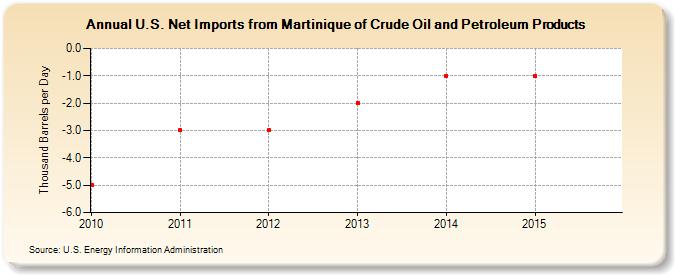 Annual U.S. Net Imports from Martinique of Crude Oil and Petroleum Products
Thousand Barrels per Day
0.0
-1.0
-2.0
-3.0
-4.0
-5.0
-6.0
2010 2011 2012 2013 2014 2015
Source: U.S. Energy Information Administration